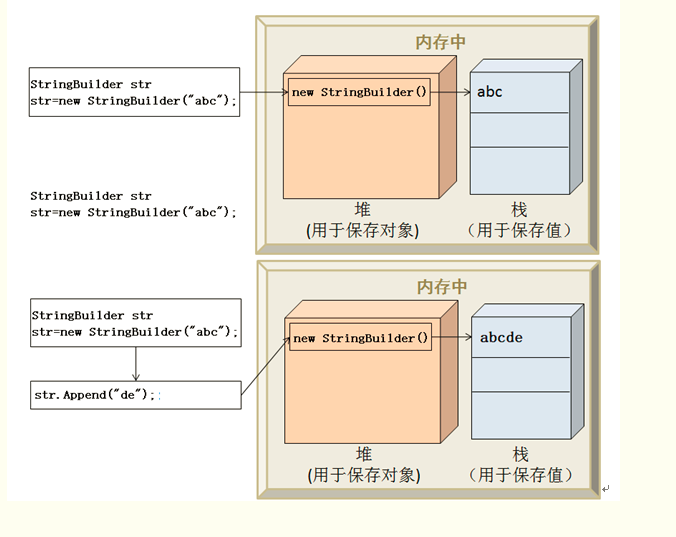 内存中
StringBuilder str
str=new StringBuilder("abc");
new StringBuilder()
abc
StringBuilder str
str=new StringBuilder("abc");
堆
(用于保存对象)
栈
（用于保存值）
内存中
StringBuilder str
str=new StringBuilder("abc");
new StringBuilder()
abcde
str.Append("de");
堆
(用于保存对象)
栈
（用于保存值）